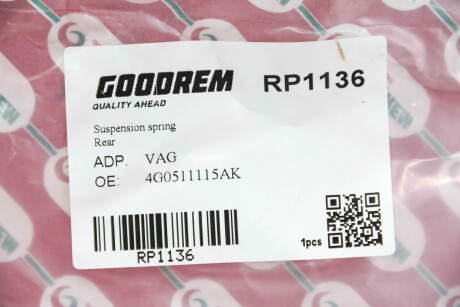 GOODREM
RP1136
QUALITY AHEAD
Suspension spring
Rear
ADP. VAG
OE: 4G0511115AK
1pcs
RP1136